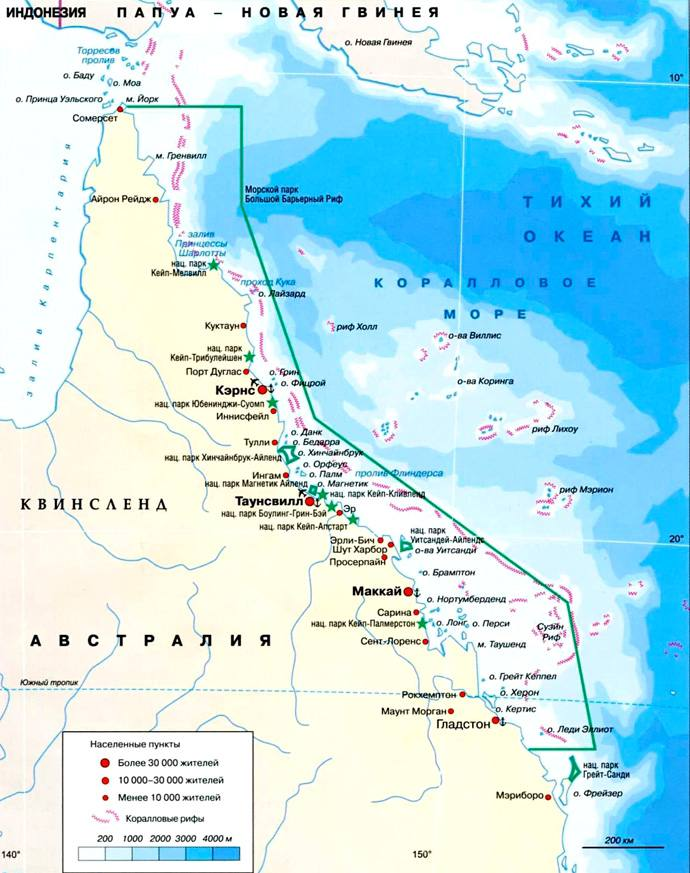 ИНДОНЕЗИЯ
ПАПУА – НОВАЯ ГВИНЕЯ
о. Новая Гвинея
Торресов
пролив
о. Баду
о. Моа
10°
о. Принца Уэльского
м. Йорк
Сомерсет
м. Гренвилл
Айрон Рейдж
Морской парк
Большой Барьерный Риф
ТИХИЙ
ОКЕАН
залив Карпентария
залив
Принцессы
Шарлотты
нац. парк
Кейп-Мелвилл
проход Кука
о. Лайзард
КОРАЛЛОВОЕ
МОРЕ
Куктаун
риф Холл
о-ва Виллис
нац. парк
Кейп-Трибулейшен
Порт Дуглас
о. Грин
о. Фицрой
о-ва Коринга
Кэрнс
нац. парк Юбенинджи-Суомп
Иннисфейл
риф Лихоу
Тулли
о. Данк
о. Бедарра
о. Хинчайнбрук
нац. парк Хинчайнбрук-Айленд
о. Орфеус
о. Палм
пролив Флиндерса
Ингам
нац. парк Магнетик Айленд
о. Магнетик
нац. парк Кейп-Кливленд
риф Мэрион
Таунсвилл
КВИНСЛЕНД
нац. парк Боулинг-Грин-Бэй
Эр
нац. парк Кейп-Апстарт
нац. парк
Уитсандей-Айлендс
20°
Эрли-Бич
Шут Харбор
о-ва Уитсанди
Просерпайн
о. Брамптон
Маккай
о. Нортумберденд
Сарина
нац. парк Кейп-Палмерстон
о. Лонг
о. Перси
Суэйн
Риф
АВСТРАЛИЯ
Сент-Лоренс
м. Таушенд
Южный тропик
о. Грейт Кеппел
Рокхемптон
о. Херон
Маунт Морган
о. Кертис
Гладстон
о. Леди Эллиот
Населенные пункты
Более 30 000 жителей
10 000–30 000 жителей
Менее 10 000 жителей
Коралловые рифы
200 1000 2000 3000 4000 м
нац. парк
Грейт-Санди
Мэриборо
о. Фрейзер
200 км
140°
150°